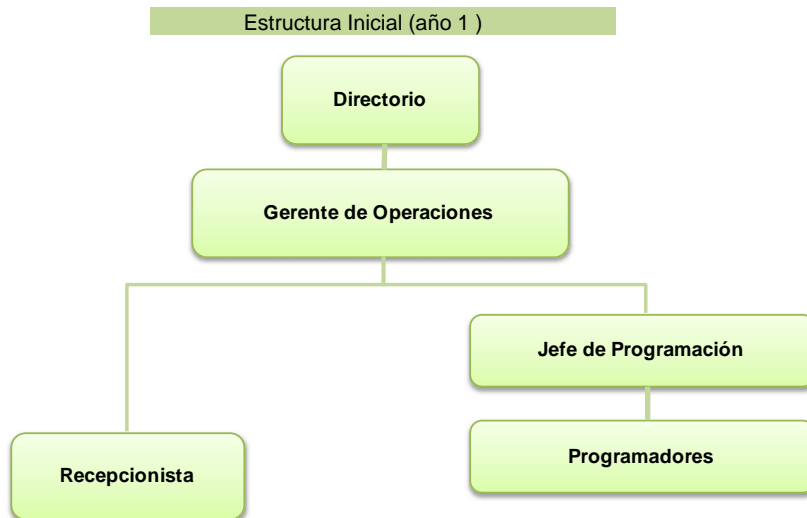 Estructura Inicial (año 1 )
Directorio
Gerente de Operaciones
Jefe de Programación
Programadores
Recepcionista